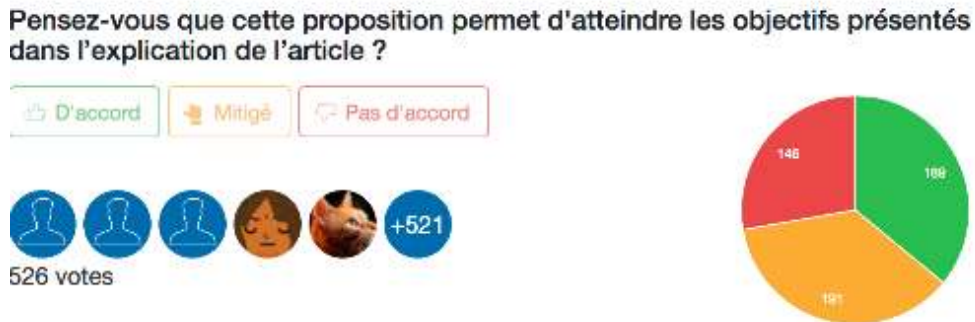 Pensez-vous que cette proposition permet d'atteindre les objectifs présentés
dans l’explication de l’article ?
D'accord
Mitigé
Pas d'accord
146
189
+521
526 votes
191